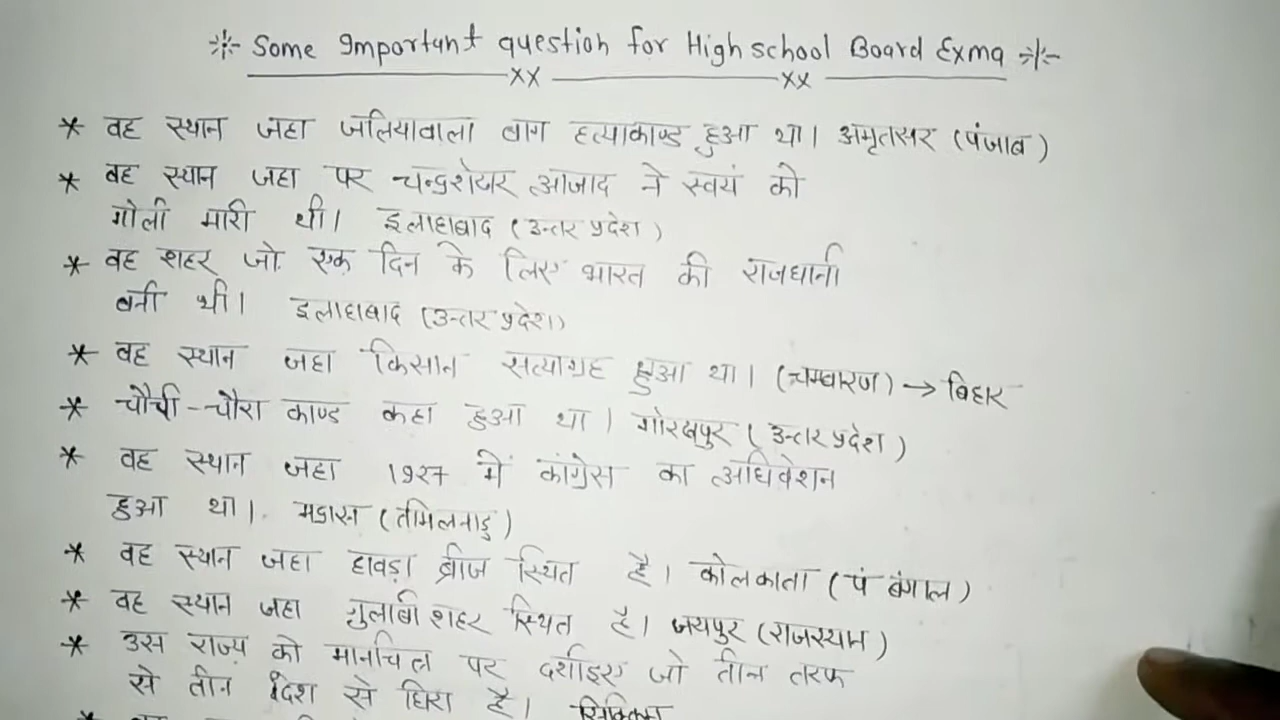 Some Important question for High school Board Exma
xx xx
* वह स्थान जहा जलियावाला बाग हत्याकाण्ड हुआ था। अमृतसर (पंजाब)
* वह स्थान जहा पर चन्द्रशेखर आजाद ने स्वयं को
गोली मारी थी। इलाहाबाद (उत्तर प्रदेश)
* वह शहर जो एक दिन के लिए भारत की राजधानी
बनी थी। इलाहाबाद (उत्तर प्रदेश)
* वह स्थान जहा किसान सत्याग्रह हुआ था। (चम्पारण) → बिहार
* चौची-चौरा काण्ड कहा हुआ था। गोरखपुर (उत्तर प्रदेश)
* वह स्थान जहा 1927 में कांग्रेस का अधिवेशन
हुआ था। मद्रास (तमिलनाडु)
* वह स्थान जहा हावड़ा ब्रीज स्थित है। कोलकाता (पं बंगाल)
* वह स्थान जहा गुलाबी शहर स्थित है। जयपुर (राजस्थान)
* उस राज्य को मानचित्र पर दर्शाइए जो तीन तरफ
से तीन देश से घिरा है। सिक्किम